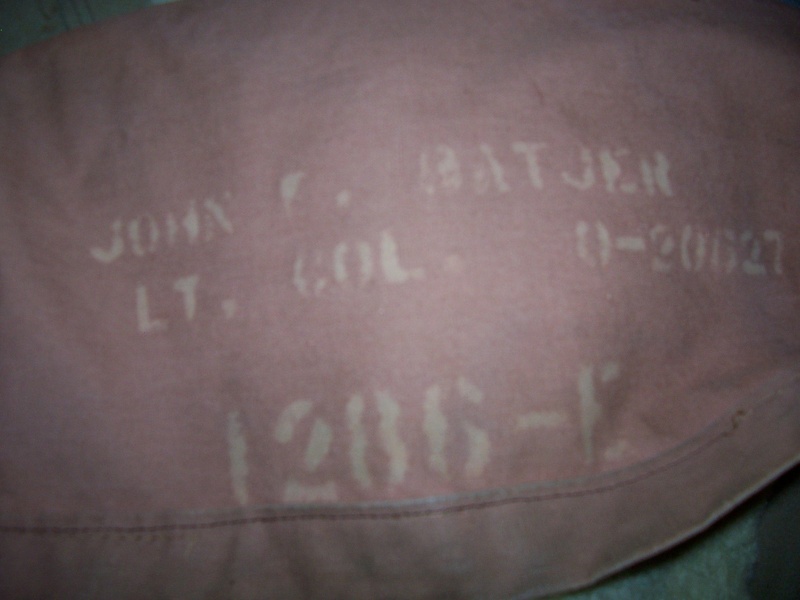 JOHN F. BATJER
LT. COL. O-20627
1286-E